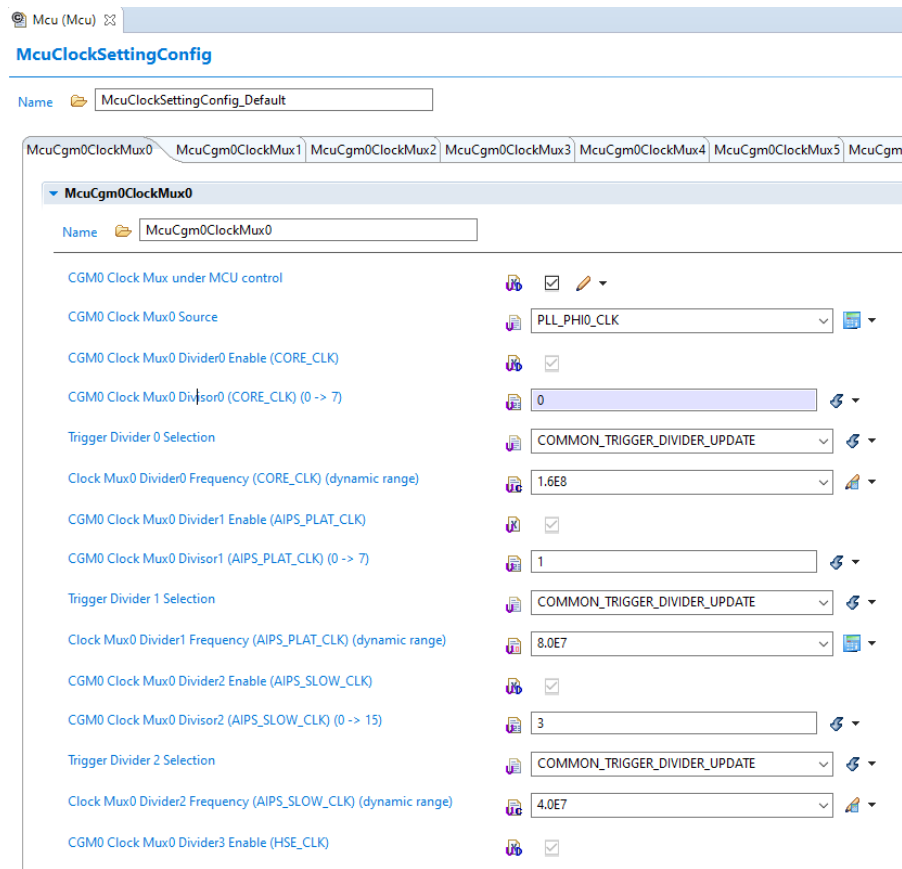 Mcu (Mcu)
McuClockSettingConfig
Name McuClockSettingConfig_Default
McuCgm0ClockMux0 McuCgm0ClockMux1 McuCgm0ClockMux2 McuCgm0ClockMux3 McuCgm0ClockMux4 McuCgm0ClockMux5 McuCgm
McuCgm0ClockMux0
Name McuCgm0ClockMux0
CGM0 Clock Mux under MCU control
CGM0 Clock Mux0 Source PLL_PHI0_CLK
CGM0 Clock Mux0 Divider0 Enable (CORE_CLK)
CGM0 Clock Mux0 Divisor0 (CORE_CLK) (0 -> 7) 0
Trigger Divider 0 Selection COMMON_TRIGGER_DIVIDER_UPDATE
Clock Mux0 Divider0 Frequency (CORE_CLK) (dynamic range) 1.6E8
CGM0 Clock Mux0 Divider1 Enable (AIPS_PLAT_CLK)
CGM0 Clock Mux0 Divisor1 (AIPS_PLAT_CLK) (0 -> 7) 1
Trigger Divider 1 Selection COMMON_TRIGGER_DIVIDER_UPDATE
Clock Mux0 Divider1 Frequency (AIPS_PLAT_CLK) (dynamic range) 8.0E7
CGM0 Clock Mux0 Divider2 Enable (AIPS_SLOW_CLK)
CGM0 Clock Mux0 Divisor2 (AIPS_SLOW_CLK) (0 -> 15) 3
Trigger Divider 2 Selection COMMON_TRIGGER_DIVIDER_UPDATE
Clock Mux0 Divider2 Frequency (AIPS_SLOW_CLK) (dynamic range) 4.0E7
CGM0 Clock Mux0 Divider3 Enable (HSE_CLK)